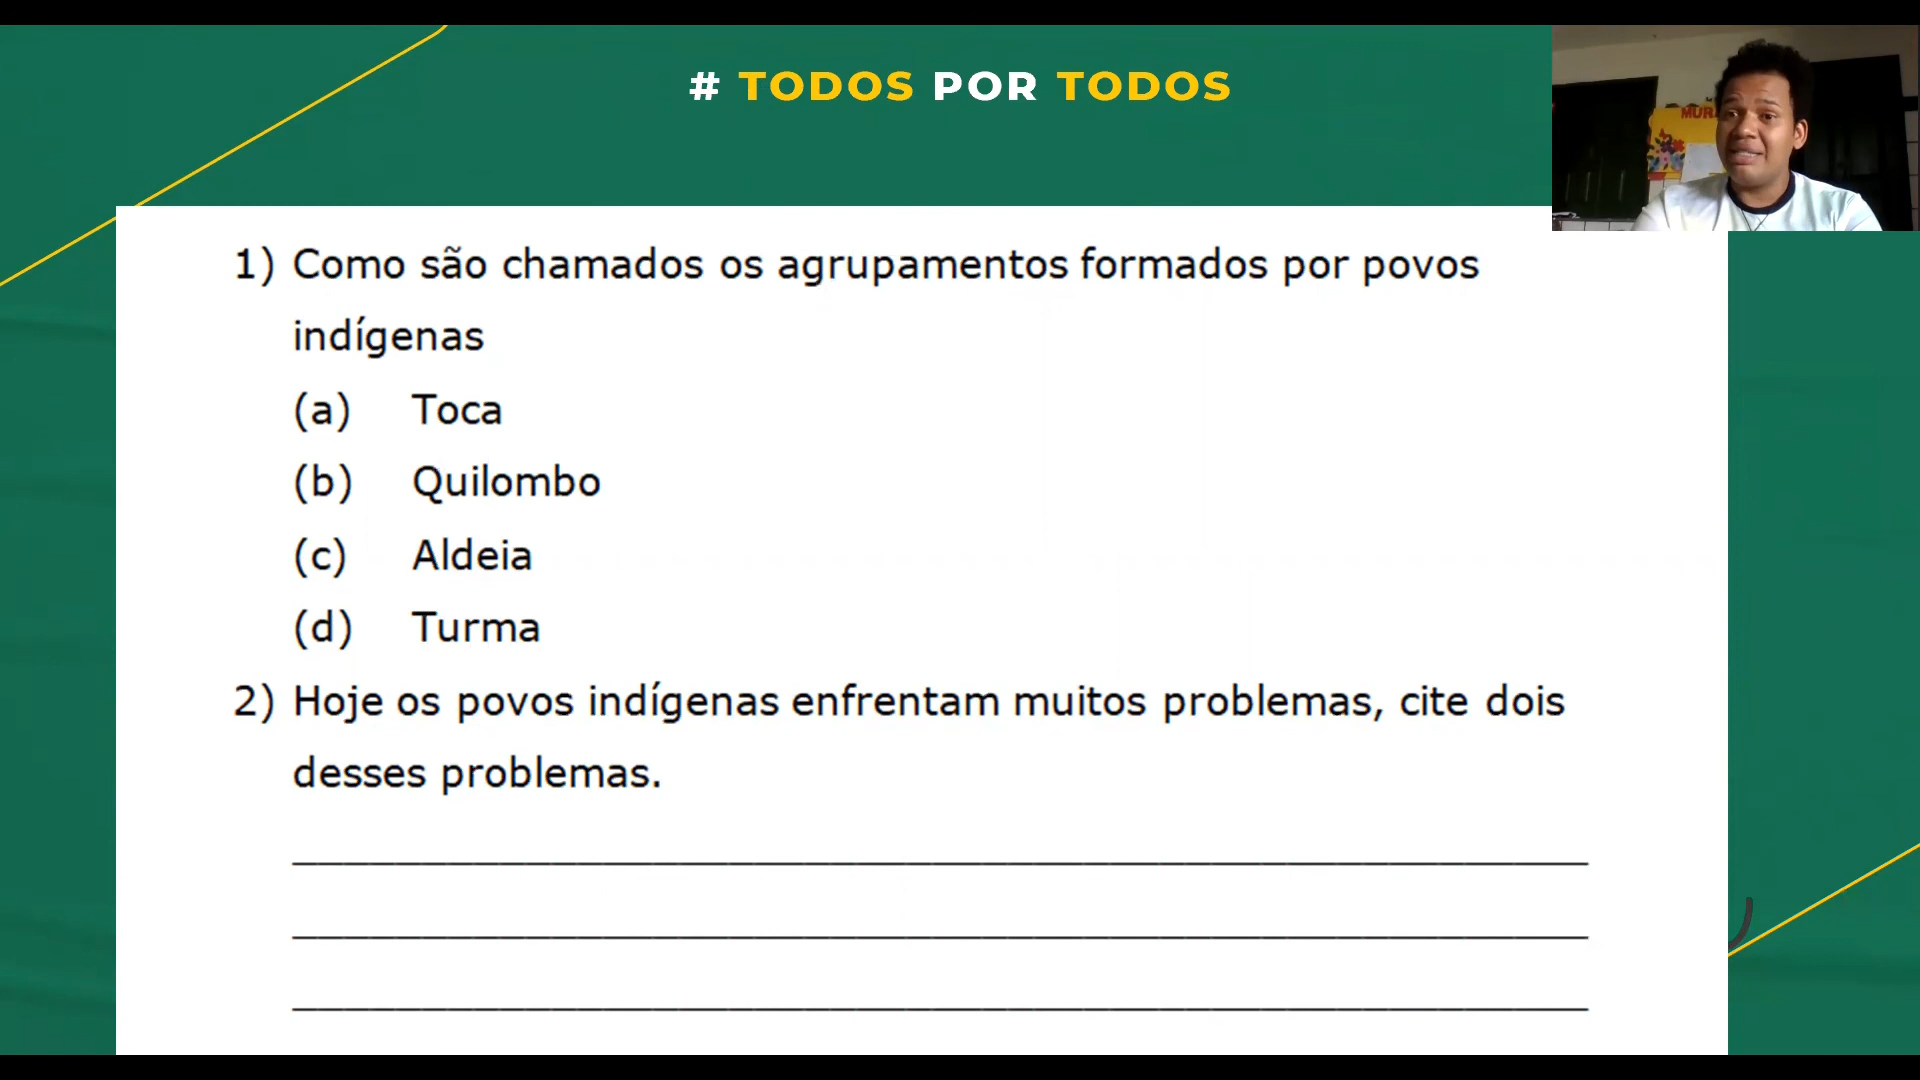 # TODOS POR TODOS
MUR
1) Como são chamados os agrupamentos formados por povos
indígenas
(a) Toca
(b) Quilombo
(c) Aldeia
(d) Turma
2) Hoje os povos indígenas enfrentam muitos problemas, cite dois
desses problemas.